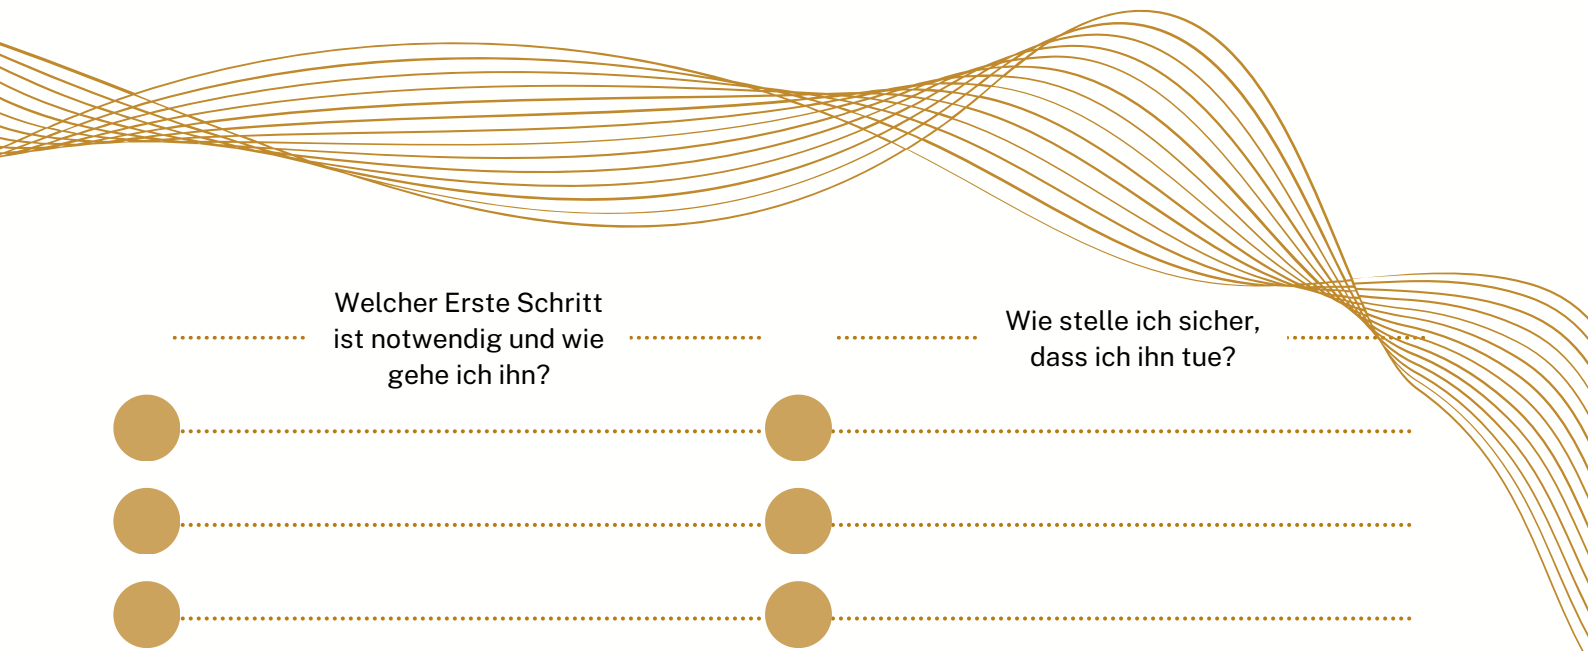 Welcher Erste Schritt
ist notwendig und wie
gehe ich ihn?
Wie stelle ich sicher,
dass ich ihn tue?